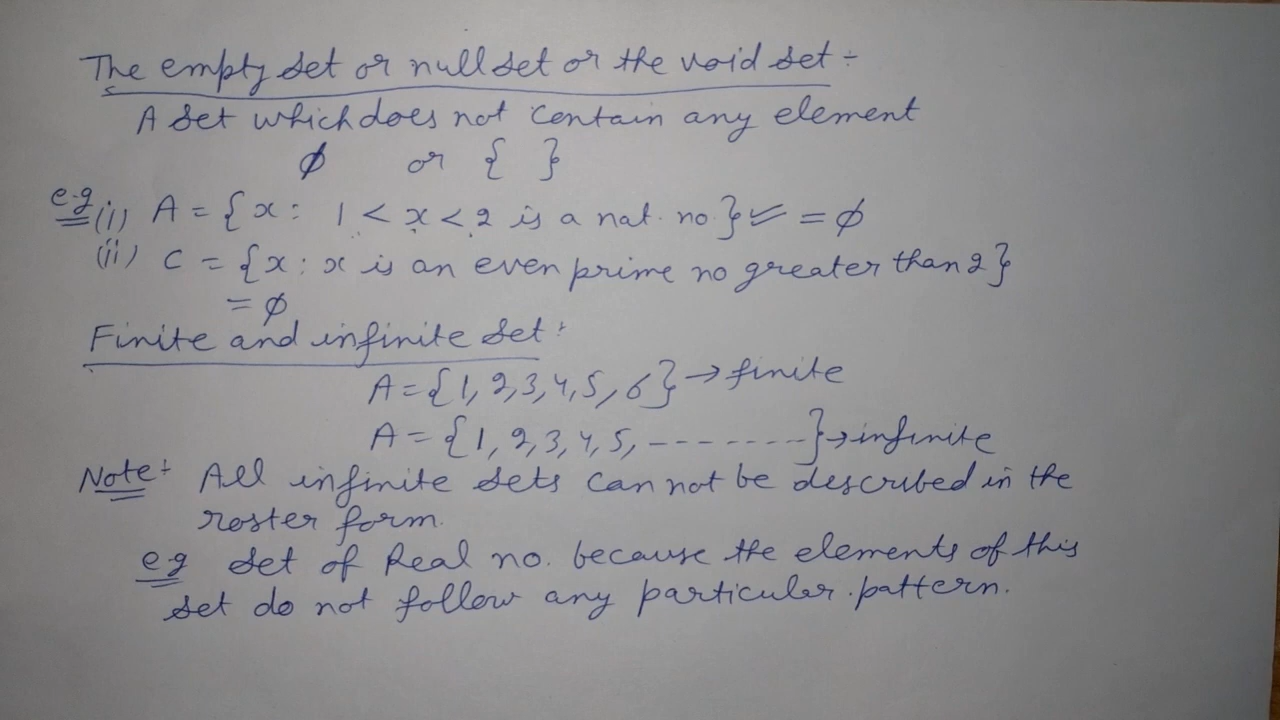 The empty set or null set or the void set :-
A set which does not contain any element
ϕ or { }
e.g (i) A = { x : 1 < x < 2 is a nat. no. } = ϕ
(ii) C = { x : x is an even prime no greater than 2 }
= ϕ
Finite and infinite set :
A = {1, 2, 3, 4, 5, 6} → finite
A = {1, 2, 3, 4, 5, - - - - - - - -} → infinite
Note :- All infinite sets can not be described in the
roster form.
e.g set of Real no. because the elements of this
set do not follow any particular pattern.